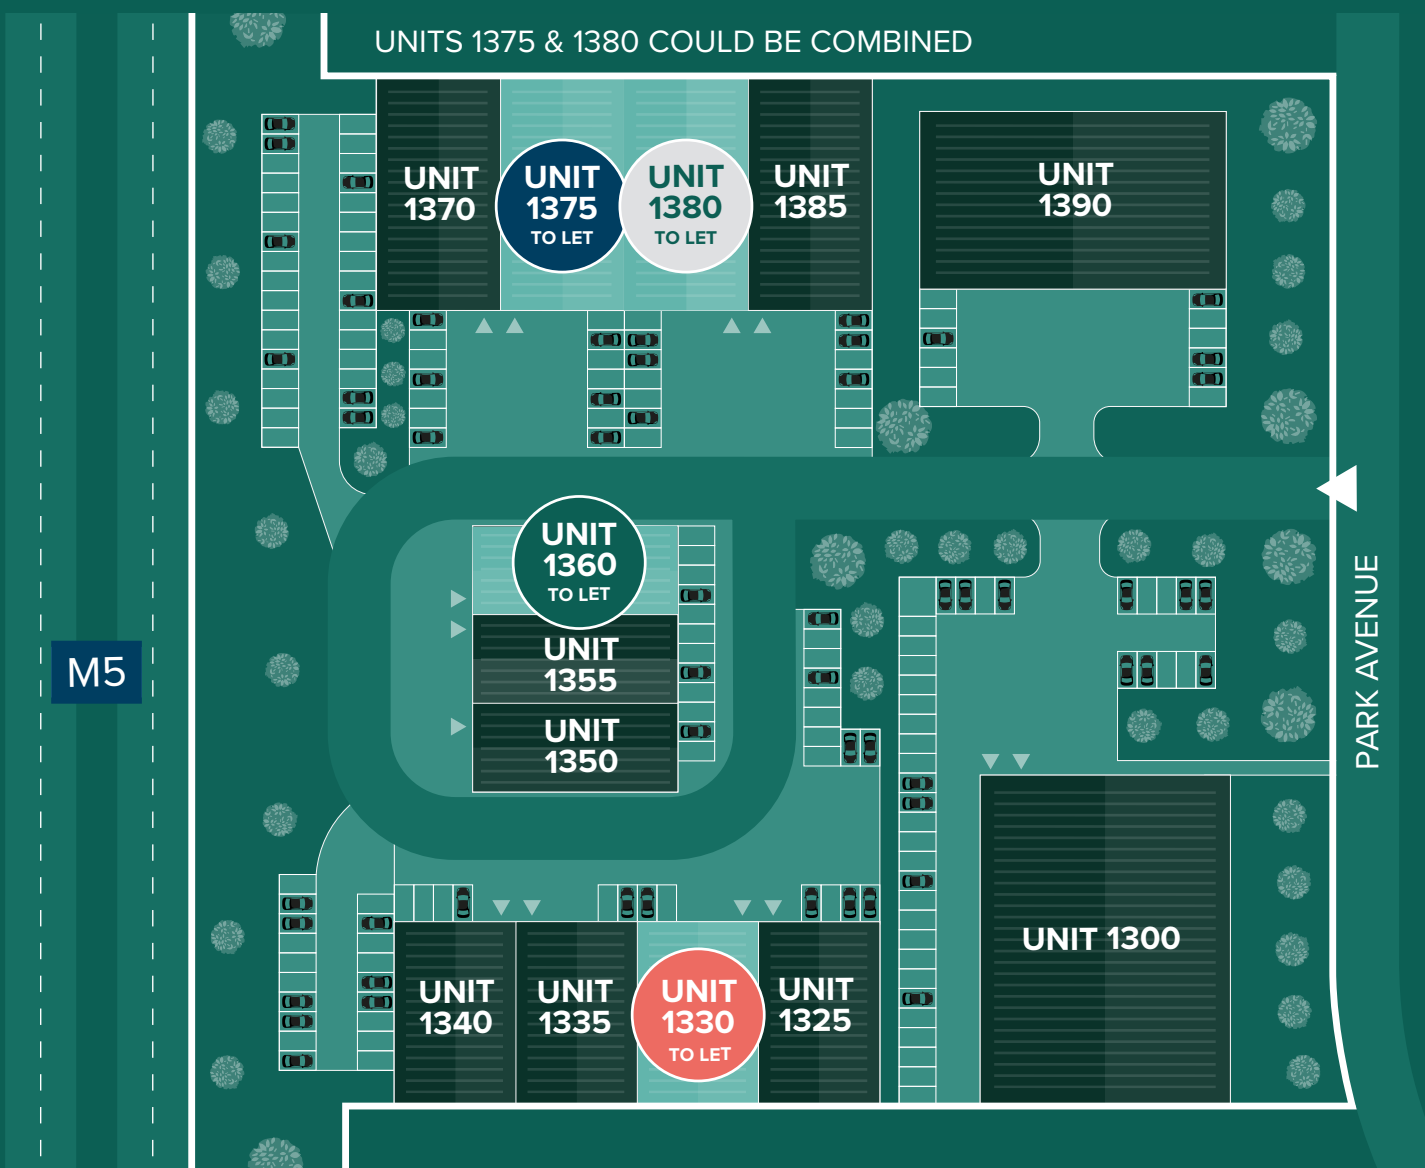 UNITS 1375 & 1380 COULD BE COMBINED
UNIT
1370
UNIT
1375
TO LET
UNIT
1380
TO LET
UNIT
1385
UNIT
1390
UNIT
1360
TO LET
UNIT
1355
UNIT
1350
M5
PARK AVENUE
UNIT 1300
UNIT
1340
UNIT
1335
UNIT
1330
TO LET
UNIT
1325